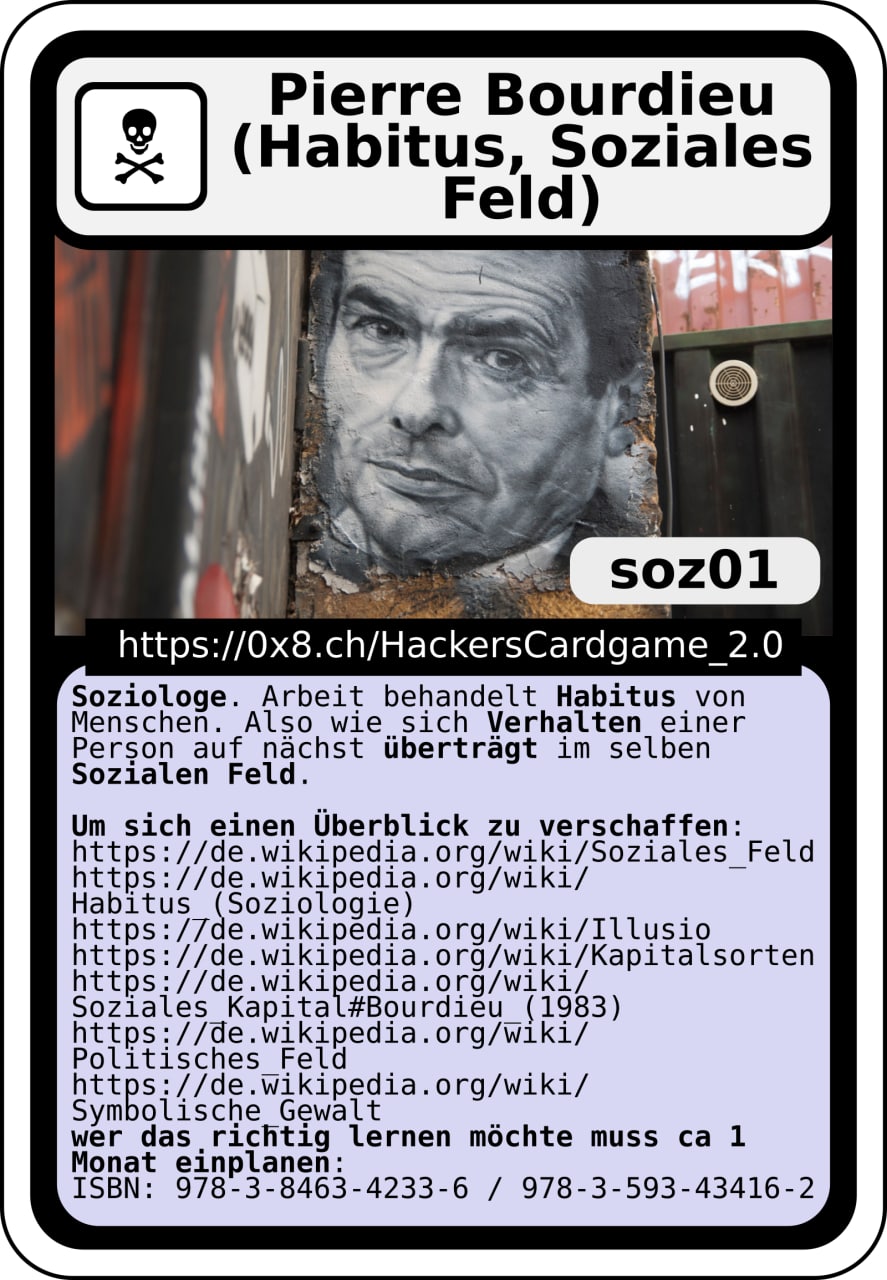 Pierre Bourdieu
(Habitus, Soziales
Feld)
soz01
https://0x8.ch/HackersCardgame_2.0
Soziologe. Arbeit behandelt Habitus von
Menschen. Also wie sich Verhalten einer
Person auf nächst überträgt im selben
Sozialen Feld.
Um sich einen Überblick zu verschaffen:
https://de.wikipedia.org/wiki/Soziales_Feld
https://de.wikipedia.org/wiki/
Habitus_(Soziologie)
https://de.wikipedia.org/wiki/Illusio
https://de.wikipedia.org/wiki/Kapitalsorten
https://de.wikipedia.org/wiki/
Soziales_Kapital#Bourdieu_(1983)
https://de.wikipedia.org/wiki/
Politisches_Feld
https://de.wikipedia.org/wiki/
Symbolische_Gewalt
wer das richtig lernen möchte muss ca 1
Monat einplanen:
ISBN: 978-3-8463-4233-6 / 978-3-593-43416-2